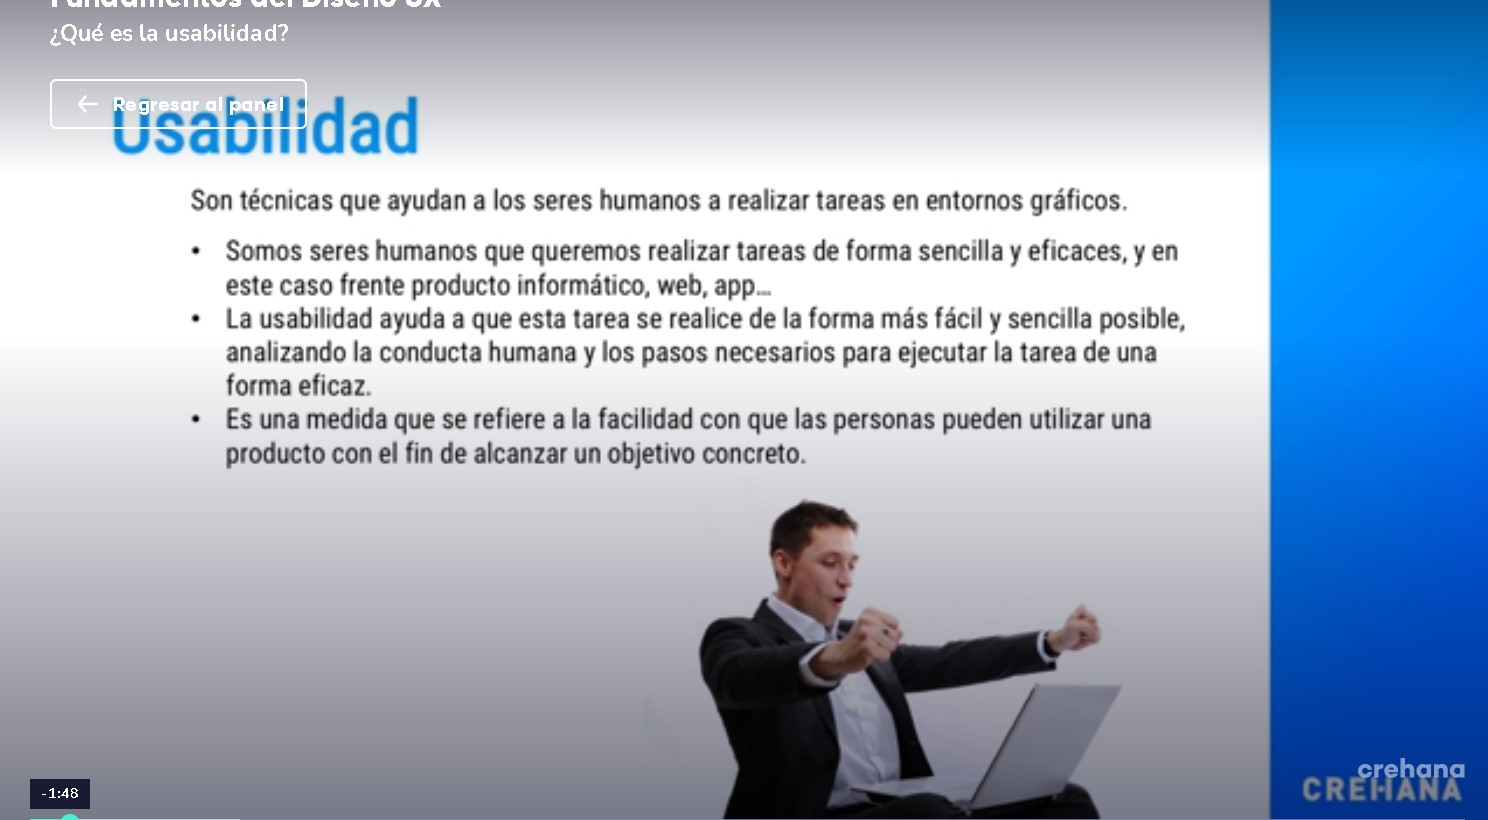 Fundamentos del Diseño UX
¿Qué es la usabilidad?
Regresar al panel
Usabilidad
Son técnicas que ayudan a los seres humanos a realizar tareas en entornos gráficos.
• Somos seres humanos que queremos realizar tareas de forma sencilla y eficaces, y en
este caso frente producto informático, web, app...
• La usabilidad ayuda a que esta tarea se realice de la forma más fácil y sencilla posible,
analizando la conducta humana y los pasos necesarios para ejecutar la tarea de una
forma eficaz.
• Es una medida que se refiere a la facilidad con que las personas pueden utilizar una
producto con el fin de alcanzar un objetivo concreto.
crehana
CREHANA
-1:48